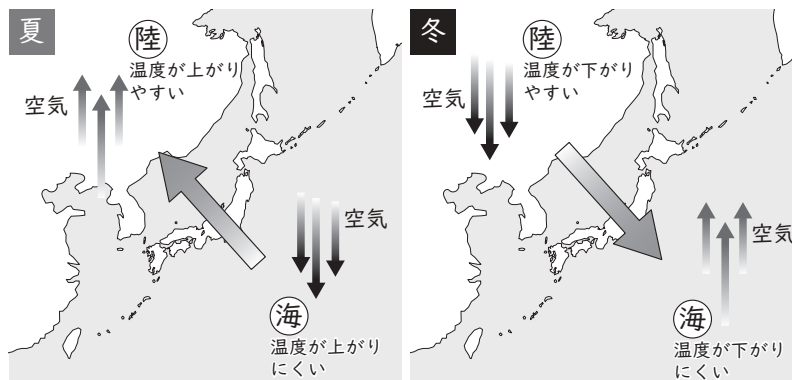 夏
陸
温度が上がり
やすい
空気
空気
海
温度が上がり
にくい
冬
陸
温度が下がり
やすい
空気
空気
海
温度が下がり
にくい